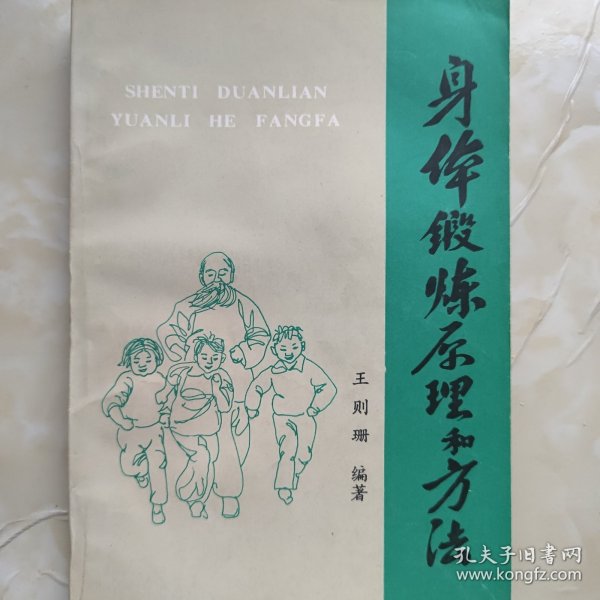 SHENTI DUANLIAN
YUANLI HE FANGFA
身体锻炼原理和方法
王则珊 编著
孔夫子旧书网
www.kongfz.com